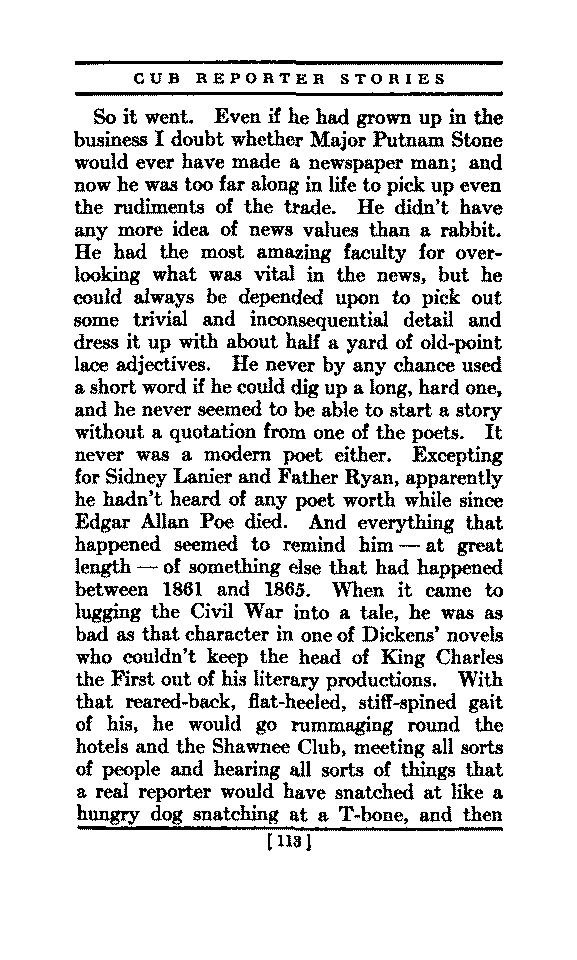 CUB REPORTER STORIES
So it went. Even if he had grown up in the
business I doubt whether Major Putnam Stone
would ever have made a newspaper man; and
now he was too far along in life to pick up even
the rudiments of the trade. He didn't have
any more idea of news values than a rabbit.
He had the most amazing faculty for over-
looking what was vital in the news, but he
could always be depended upon to pick out
some trivial and inconsequential detail and
dress it up with about half a yard of old-point
lace adjectives. He never by any chance used
a short word if he could dig up a long, hard one,
and he never seemed to be able to start a story
without a quotation from one of the poets. It
never was a modern poet either. Excepting
for Sidney Lanier and Father Ryan, apparently
he hadn't heard of any poet worth while since
Edgar Allan Poe died. And everything that
happened seemed to remind him — at great
length — of something else that had happened
between 1861 and 1865. When it came to
lugging the Civil War into a tale, he was as
bad as that character in one of Dickens' novels
who couldn't keep the head of King Charles
the First out of his literary productions. With
that reared-back, flat-heeled, stiff-spined gait
of his, he would go rummaging round the
hotels and the Shawnee Club, meeting all sorts
of people and hearing all sorts of things that
a real reporter would have snatched at like a
hungry dog snatching at a T-bone, and then
[113]